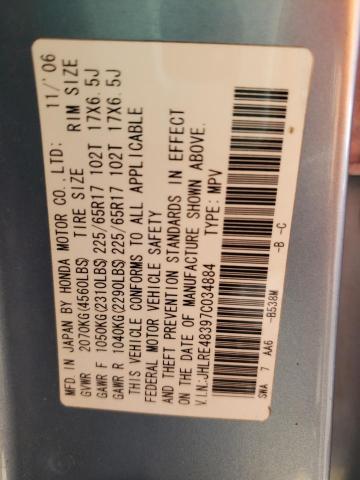 MFD. IN JAPAN BY HONDA MOTOR CO., LTD: 11/'06
GVWR 2070KG(4560LBS) TIRE SIZE RIM SIZE
GAWR F 1050KG(2310LBS) 225/65R17 102T 17X6.5J
GAWR R 1040KG(2290LBS) 225/65R17 102T 17X6.5J
THIS VEHICLE CONFORMS TO ALL APPLICABLE
FEDERAL MOTOR VEHICLE SAFETY
AND THEFT PREVENTION STANDARDS IN EFFECT
ON THE DATE OF MANUFACTURE SHOWN ABOVE.
V.I.N:JHLRE48397C034884 TYPE: MPV
SWA 7 AA6 -B538M -B -C